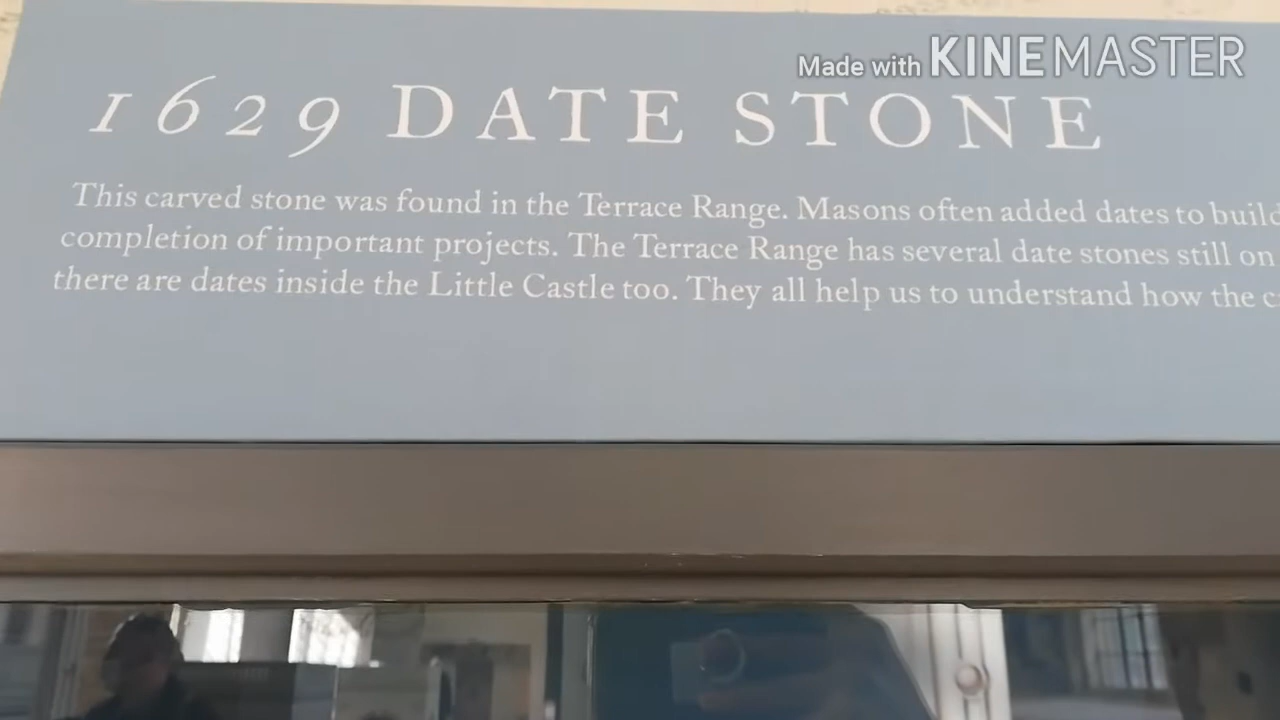 Made with KINEMASTER
1629 DATE STONE
This carved stone was found in the Terrace Range. Masons often added dates to
completion of important projects. The Terrace Range has several date stones still on
there are dates inside the Little Castle too. They all help us to understand how the